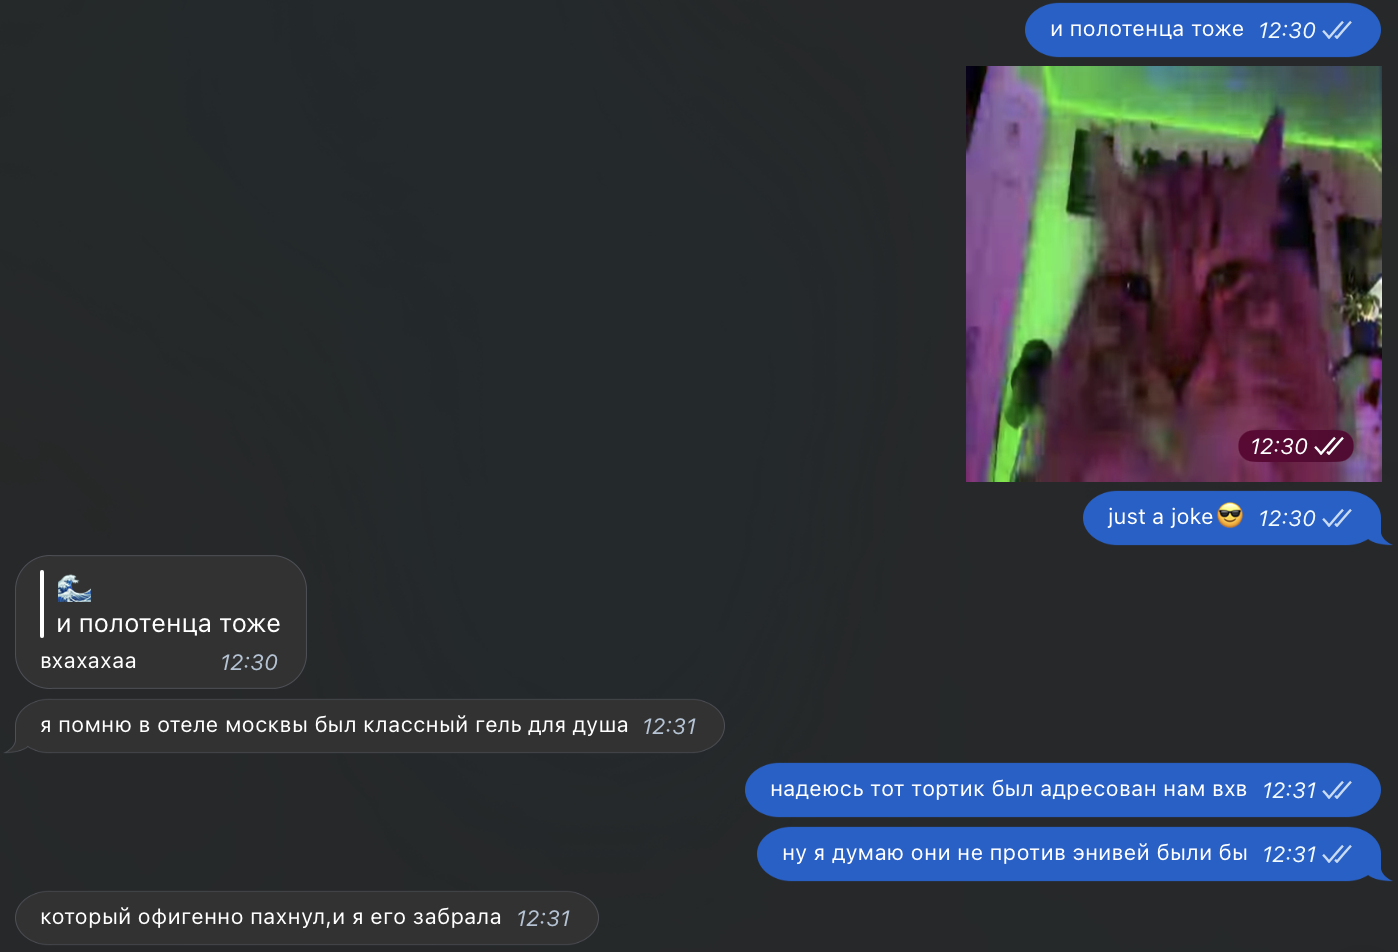 и полотенца тоже 12:30
12:30
just a joke😎 12:30
🌊
и полотенца тоже
вхахахаа 12:30
я помню в отеле москвы был классный гель для душа 12:31
надеюсь тот тортик был адресован нам вхв 12:31
ну я думаю они не против энивей были бы 12:31
который офигенно пахнул,и я его забрала 12:31